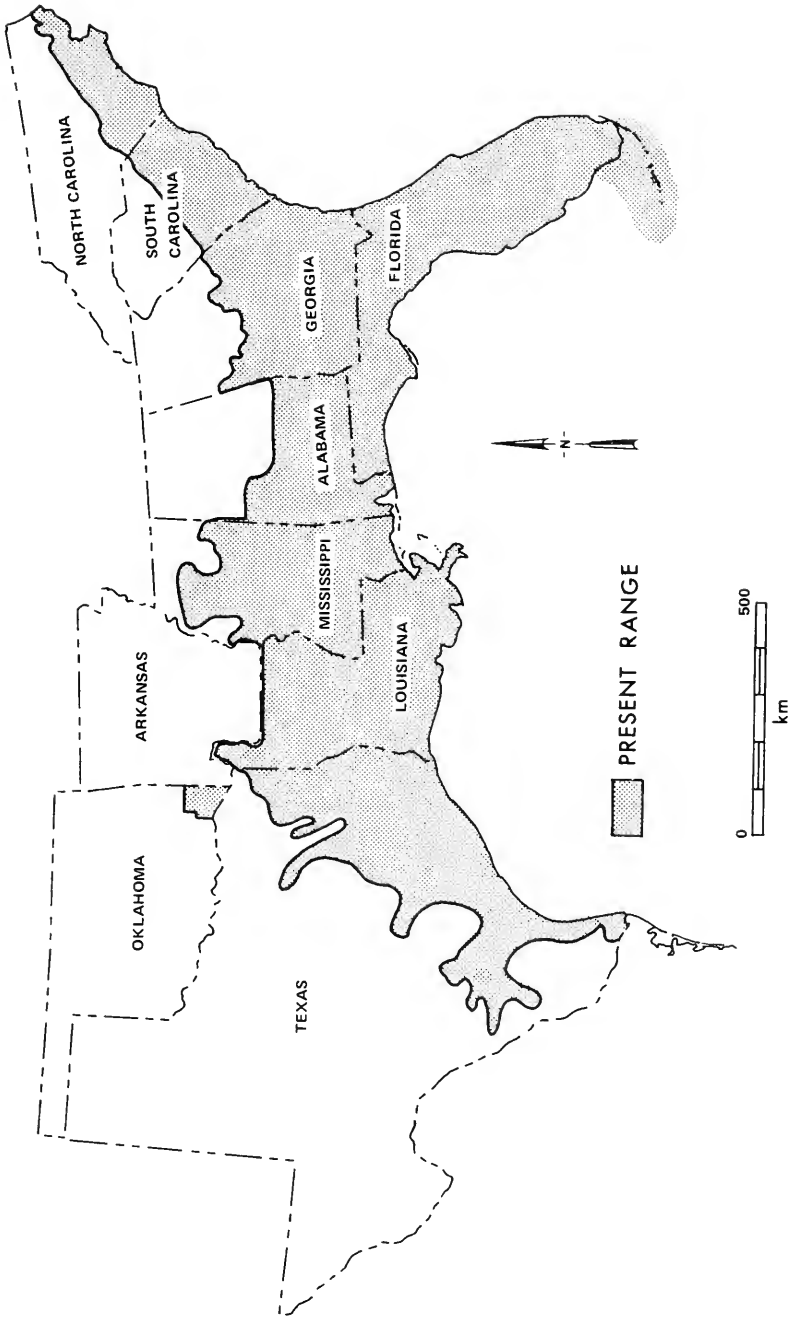 NORTH CAROLINA
SOUTH
CAROLINA
GEORGIA
FLORIDA
ALABAMA
MISSISSIPPI
LOUISIANA
ARKANSAS
OKLAHOMA
TEXAS
N
PRESENT RANGE
0
500
km